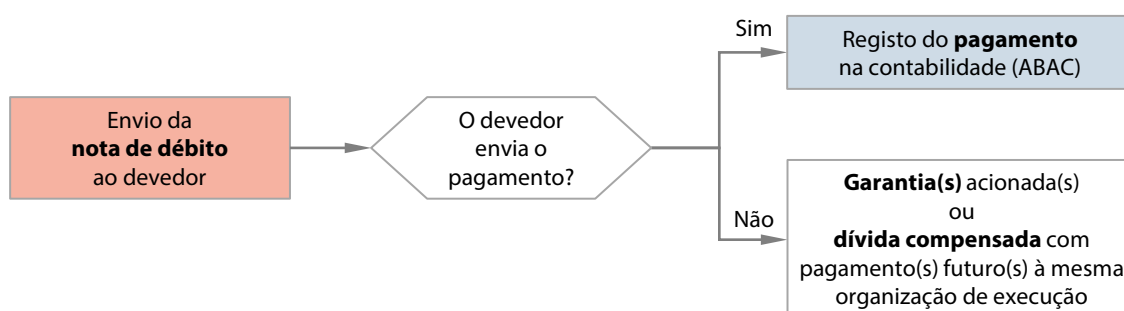 Envio da
nota de débito
ao devedor
O devedor
envia o
pagamento?
Sim
Registo do pagamento
na contabilidade (ABAC)
Não
Garantia(s) acionada(s)
ou
dívida compensada com
pagamento(s) futuro(s) à mesma
organização de execução